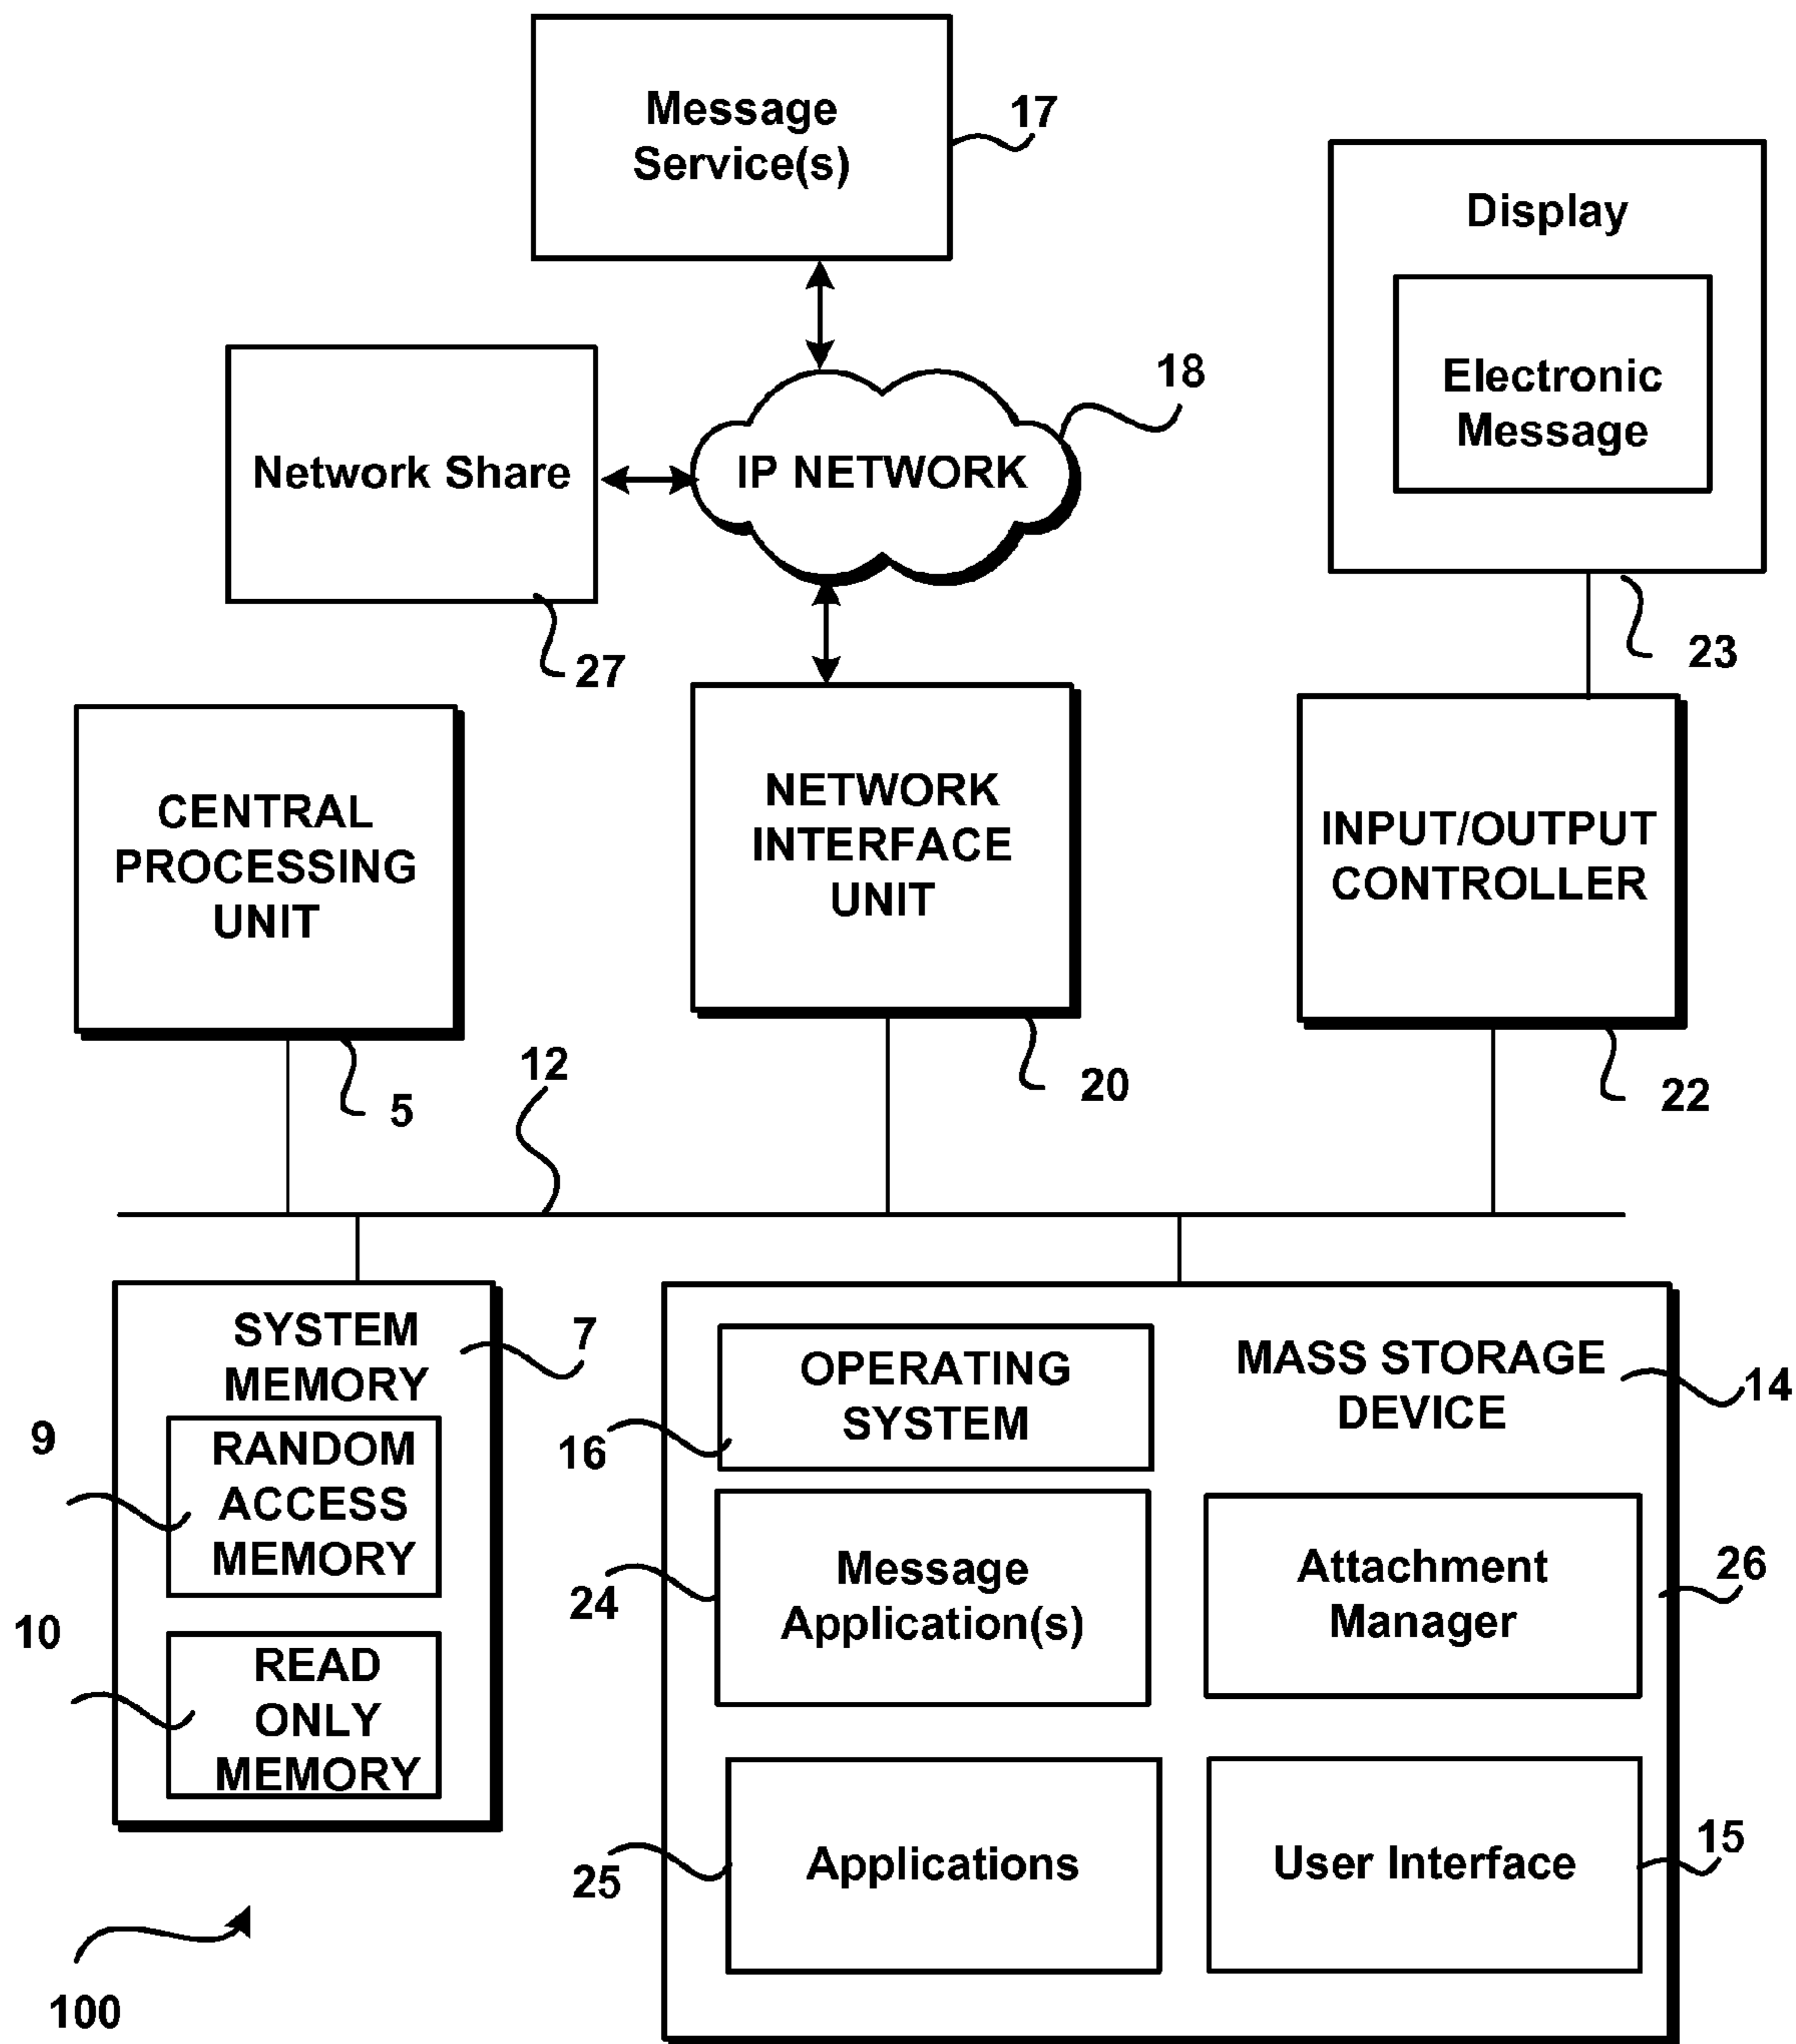 Message
Service(s)
17
Display
Electronic
Message
23
18
Network Share
IP NETWORK
27
CENTRAL
PROCESSING
UNIT
5
NETWORK
INTERFACE
UNIT
20
INPUT/OUTPUT
CONTROLLER
22
12
SYSTEM
MEMORY
7
9
RANDOM
ACCESS
MEMORY
10
READ
ONLY
MEMORY
OPERATING
SYSTEM
16
MASS STORAGE
DEVICE
14
Message
Application(s)
24
Attachment
Manager
26
Applications
25
User Interface
15
100